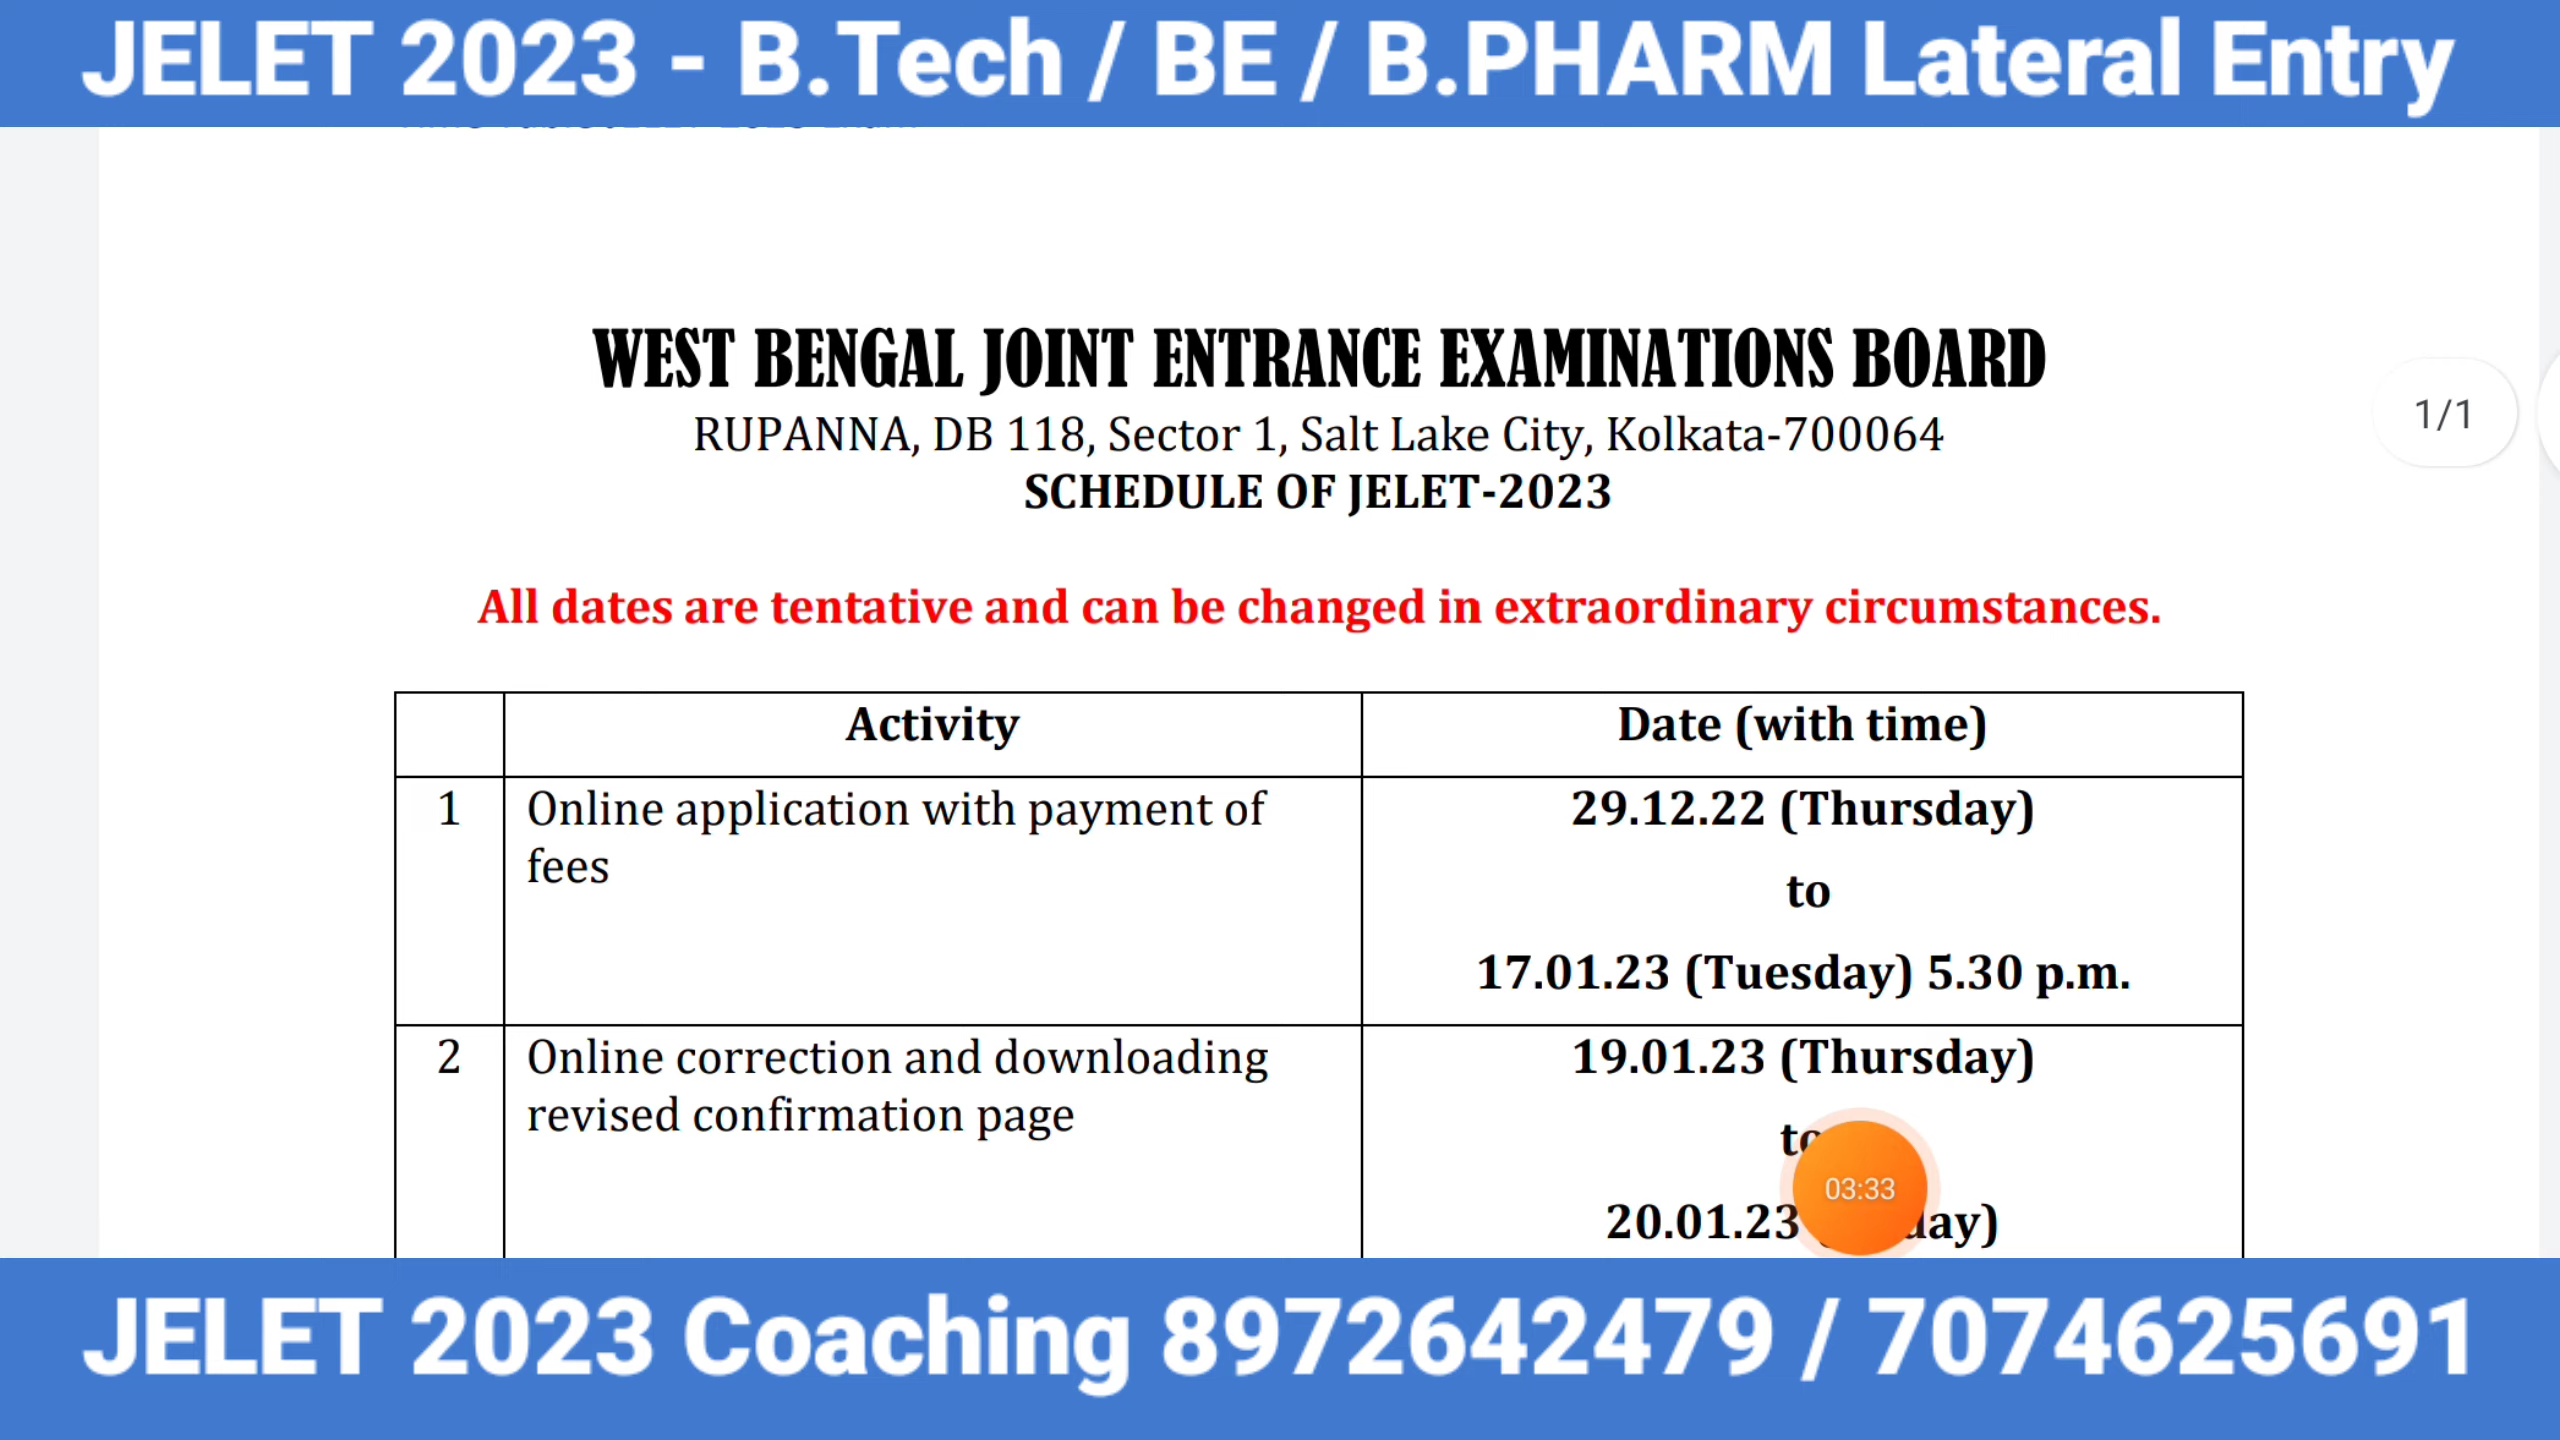 JELET 2023 - B.Tech / BE / B.PHARM Lateral Entry
WEST BENGAL JOINT ENTRANCE EXAMINATIONS BOARD
RUPANNA, DB 118, Sector 1, Salt Lake City, Kolkata-700064
SCHEDULE OF JELET-2023
1/1
All dates are tentative and can be changed in extraordinary circumstances.
Activity
Date (with time)
1
Online application with payment of
fees
29.12.22 (Thursday)
to
17.01.23 (Tuesday) 5.30 p.m.
2
Online correction and downloading
revised confirmation page
19.01.23 (Thursday)
to
20.01.23
03:33
JELET 2023 Coaching 8972642479 / 7074625691